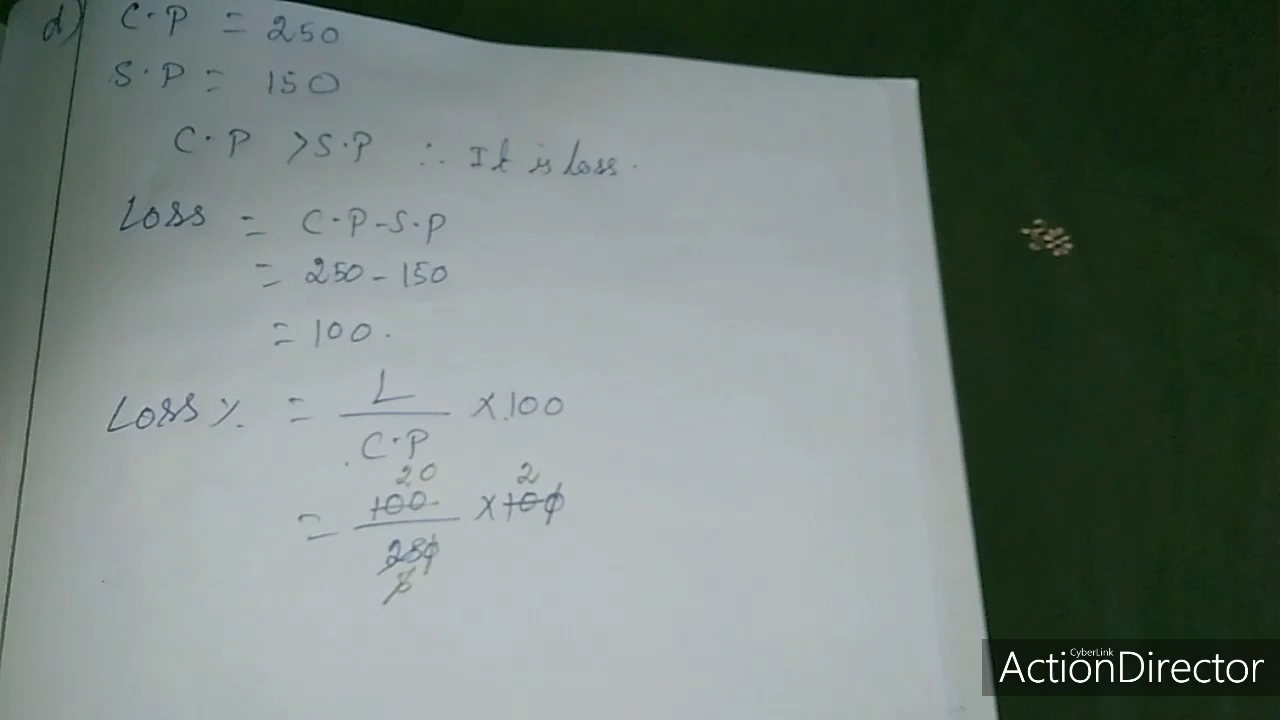 d) C.P = 250
S.P = 150
C.P > S.P ∴ It is Loss.
Loss = C.P - S.P
= 250 - 150
= 100.
Loss % = L / C.P × 100
20 2
= 100 / 250 × 100
5
CyberLink
ActionDirector